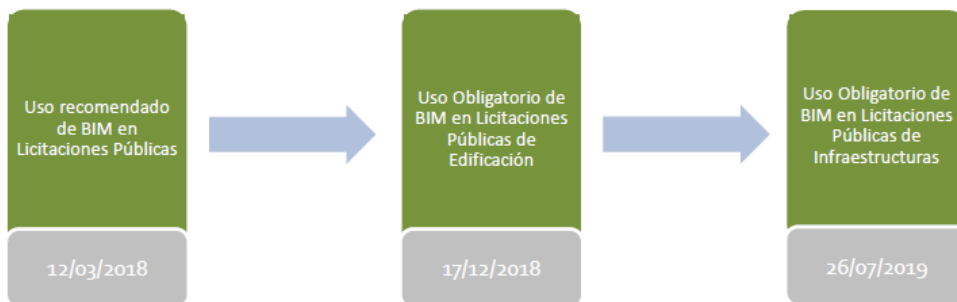 Uso recomendado
de BIM en
Licitaciones Públicas
12/03/2018
Uso Obligatorio de
BIM en Licitaciones
Públicas de
Edificación
17/12/2018
Uso Obligatorio de
BIM en Licitaciones
Públicas de
Infraestructuras
26/07/2019